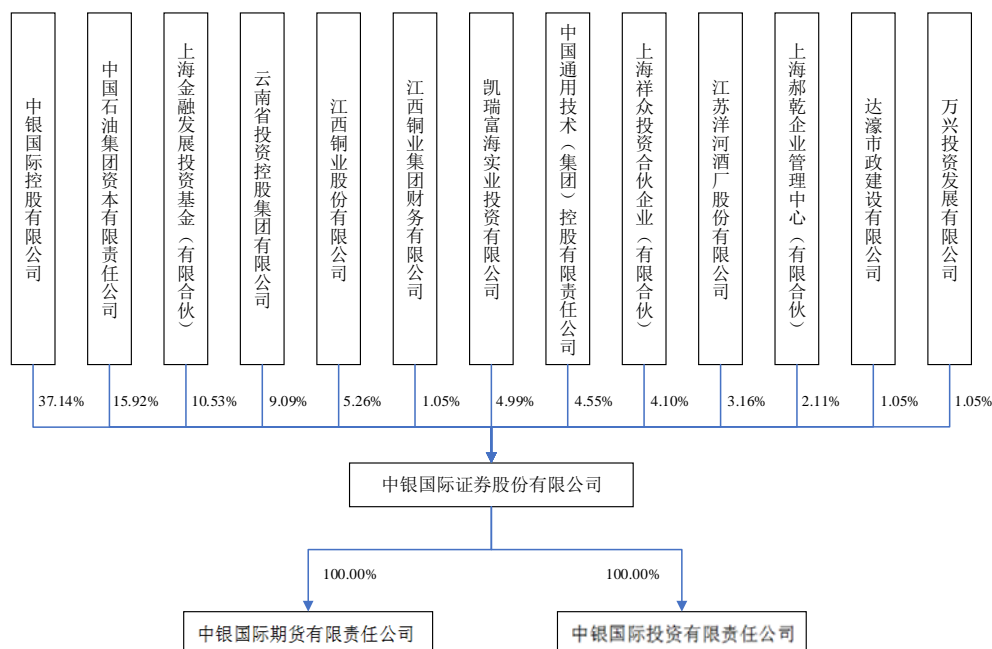 中银国际控股有限公司
中国石油集团资本有限责任公司
上海金融发展投资基金（有限合伙）
云南省投资控股集团有限公司
江西铜业股份有限公司
江西铜业集团财务有限公司
凯瑞富海实业投资有限公司
中国通用技术（集团）控股有限责任公司
上海祥众投资合伙企业（有限合伙）
江苏洋河酒厂股份有限公司
上海郝乾企业管理中心（有限合伙）
达濠市政建设有限公司
万兴投资发展有限公司
37.14%
15.92%
10.53%
9.09%
5.26%
1.05%
4.99%
4.55%
4.10%
3.16%
2.11%
1.05%
1.05%
中银国际证券股份有限公司
100.00%
100.00%
中银国际期货有限责任公司
中银国际投资有限责任公司